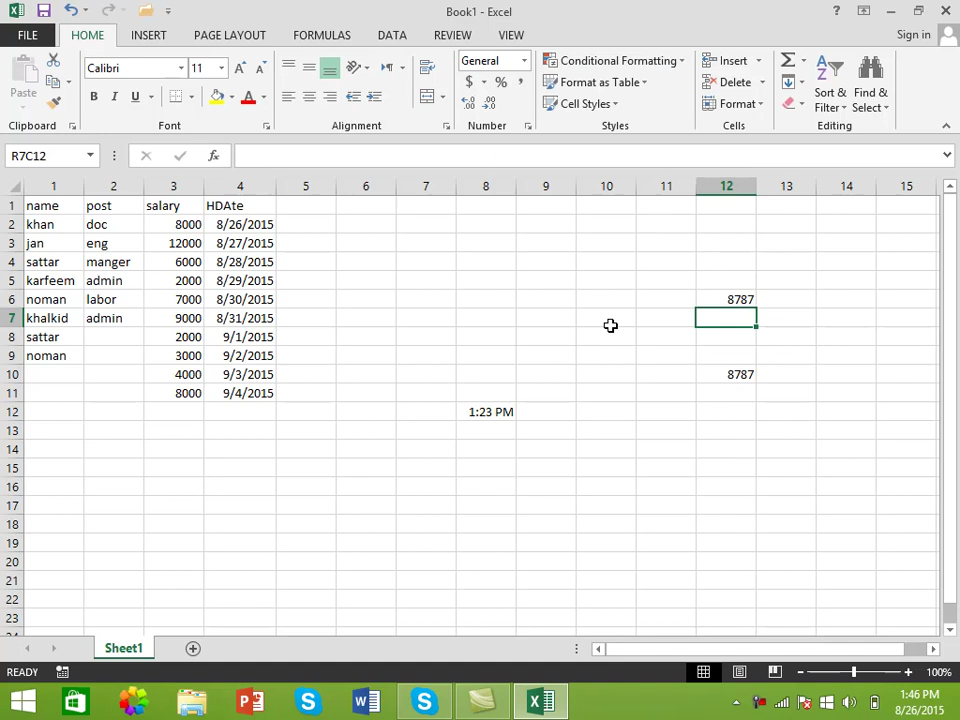 Book1 - Excel
FILE HOME INSERT PAGE LAYOUT FORMULAS DATA REVIEW VIEW Sign in
Paste Calibri 11 General Conditional Formatting Format as Table Cell Styles Insert Delete Format Sort & Filter Find & Select
Clipboard Font Alignment Number Styles Cells Editing
R7C12 fx
1 2 3 4 5 6 7 8 9 10 11 12 13 14 15
1 name post salary HDAte
2 khan doc 8000 8/26/2015
3 jan eng 12000 8/27/2015
4 sattar manger 6000 8/28/2015
5 karfeem admin 2000 8/29/2015
6 noman labor 7000 8/30/2015 8787
7 khalkid admin 9000 8/31/2015
8 sattar 2000 9/1/2015
9 noman 3000 9/2/2015
10 4000 9/3/2015 8787
11 8000 9/4/2015
12 1:23 PM
13
14
15
16
17
18
19
20
21
22
23
Sheet1
READY 100%
1:46 PM
8/26/2015